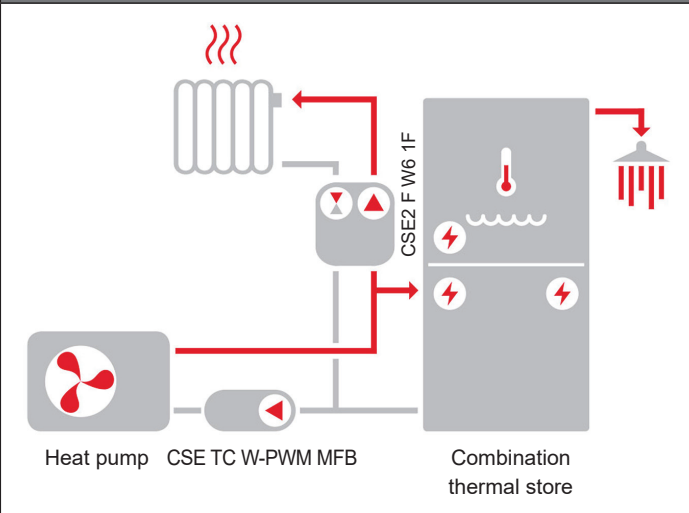 CSE2 F W6 1F
Heat pump
CSE TC W-PWM MFB
Combination
thermal store